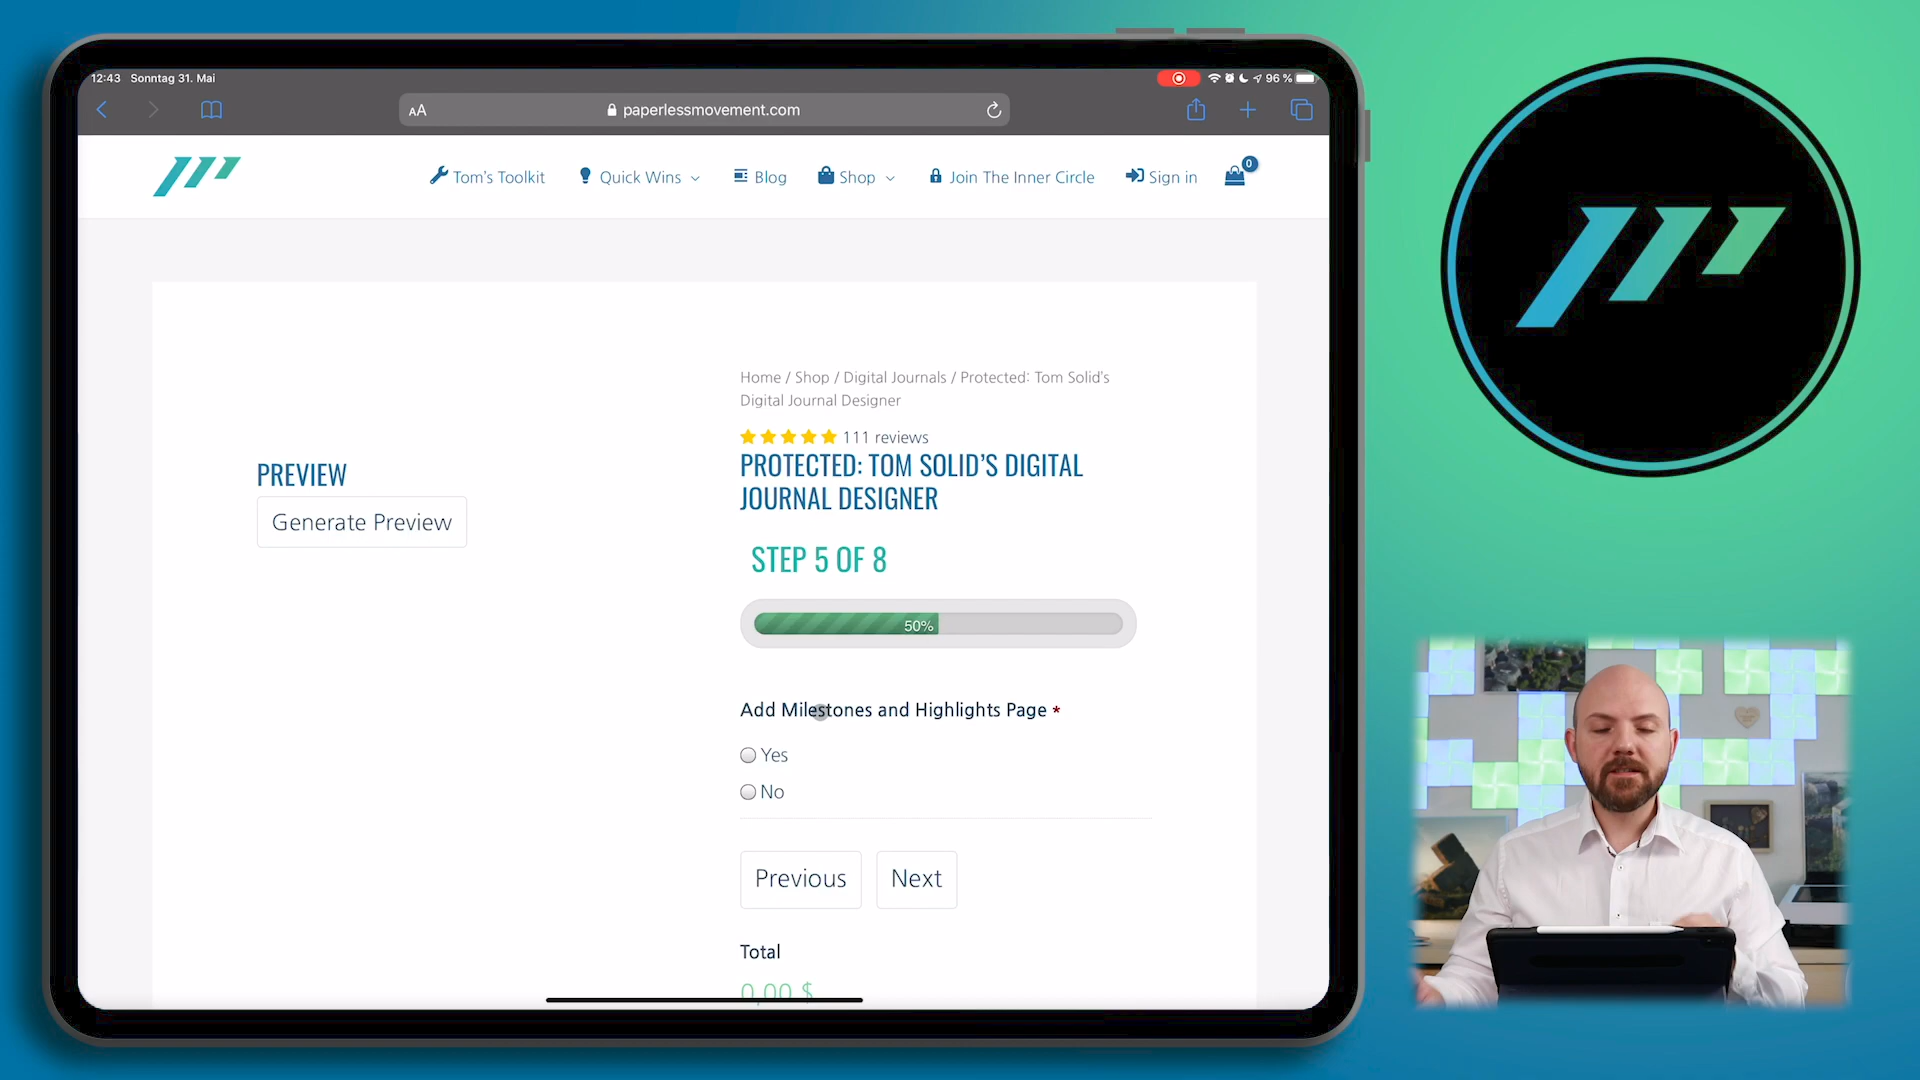 12:43 Sonntag 31. Mai
96 %
AA
paperlessmovement.com
Tom's Toolkit
Quick Wins
Blog
Shop
Join The Inner Circle
Sign in
0
Home / Shop / Digital Journals / Protected: Tom Solid's
Digital Journal Designer
111 reviews
PREVIEW
PROTECTED: TOM SOLID'S DIGITAL
JOURNAL DESIGNER
Generate Preview
STEP 5 OF 8
50%
Add Milestones and Highlights Page *
Yes
No
Previous
Next
Total
0,00 $